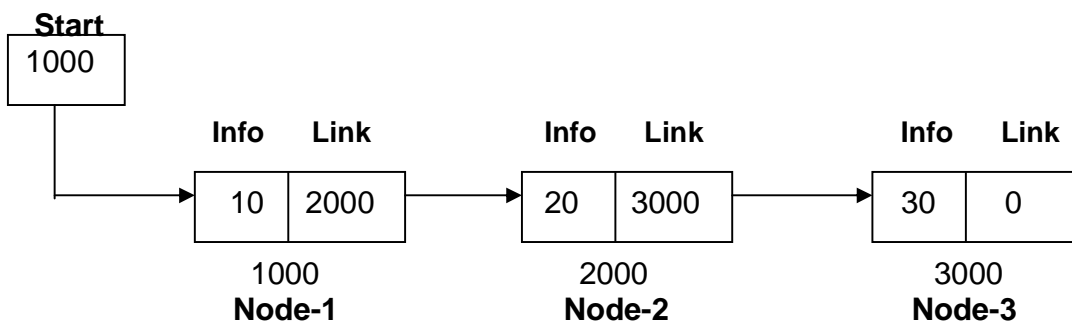 Start
1000
Info Link Info Link Info Link
10 2000 20 3000 30 0
1000 2000 3000
Node-1 Node-2 Node-3